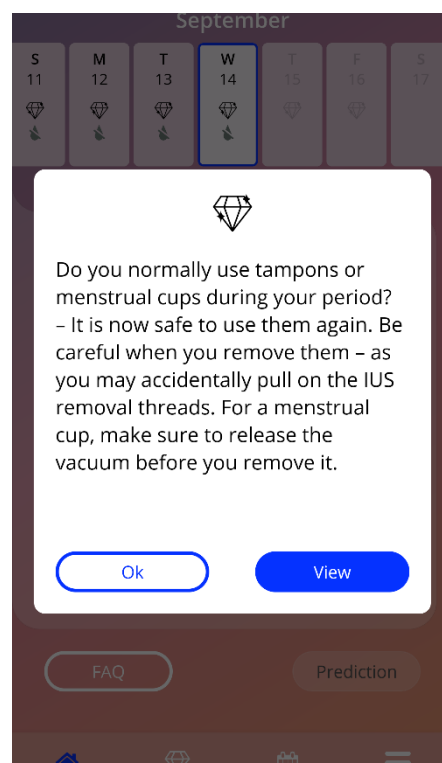 September
S M T W T F S
11 12 13 14 15 16 17
Do you normally use tampons or
menstrual cups during your period?
– It is now safe to use them again. Be
careful when you remove them – as
you may accidentally pull on the IUS
removal threads. For a menstrual
cup, make sure to release the
vacuum before you remove it.
Ok View
FAQ Prediction